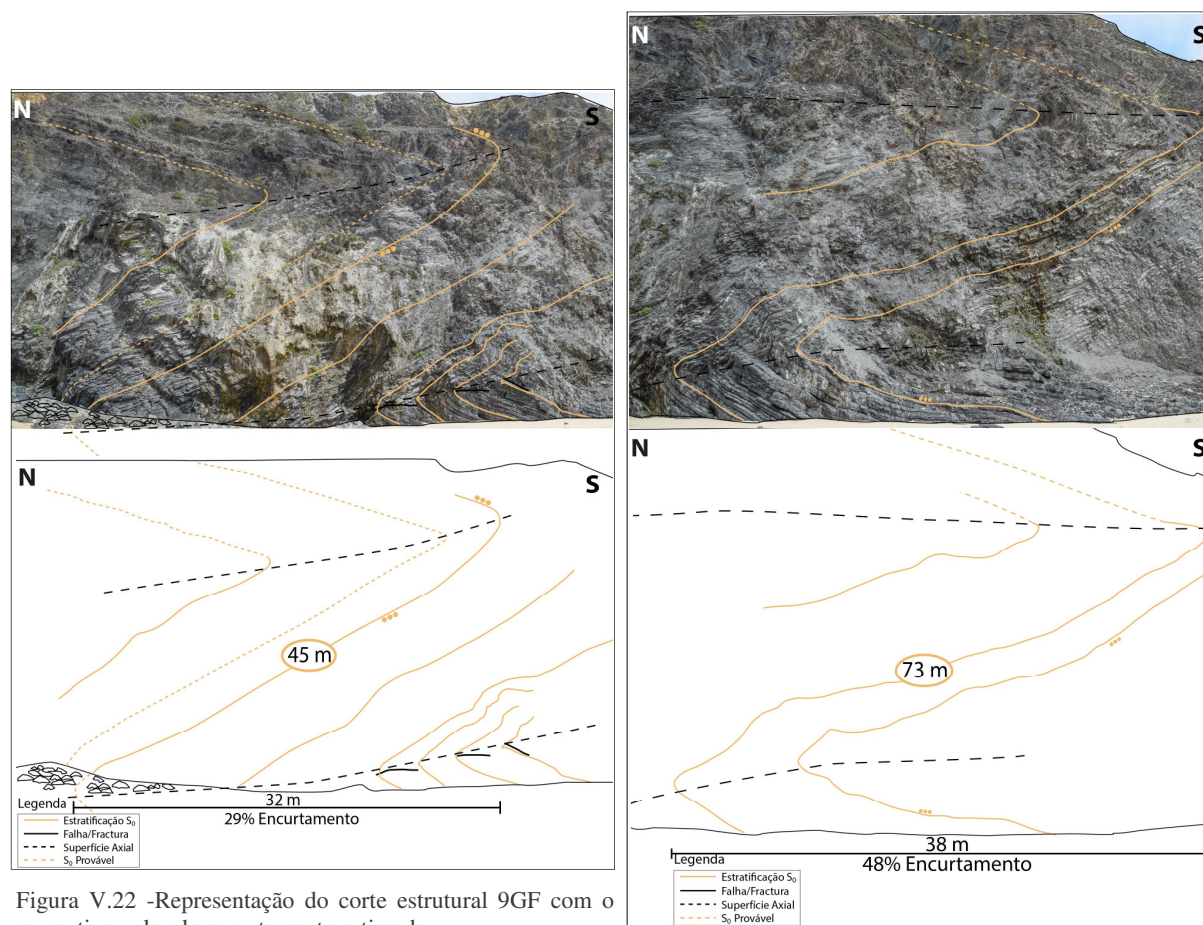 N
S
N
S
45 m
32 m
29% Encurtamento
Legenda
Estratificação S₀
Falha/Fractura
Superfície Axial
S₀ Provável
Figura V.22 -Representação do corte estrutural 9GF com o
N
S
N
S
73 m
38 m
48% Encurtamento
Legenda
Estratificação S₀
Falha/Fractura
Superfície Axial
S₀ Provável